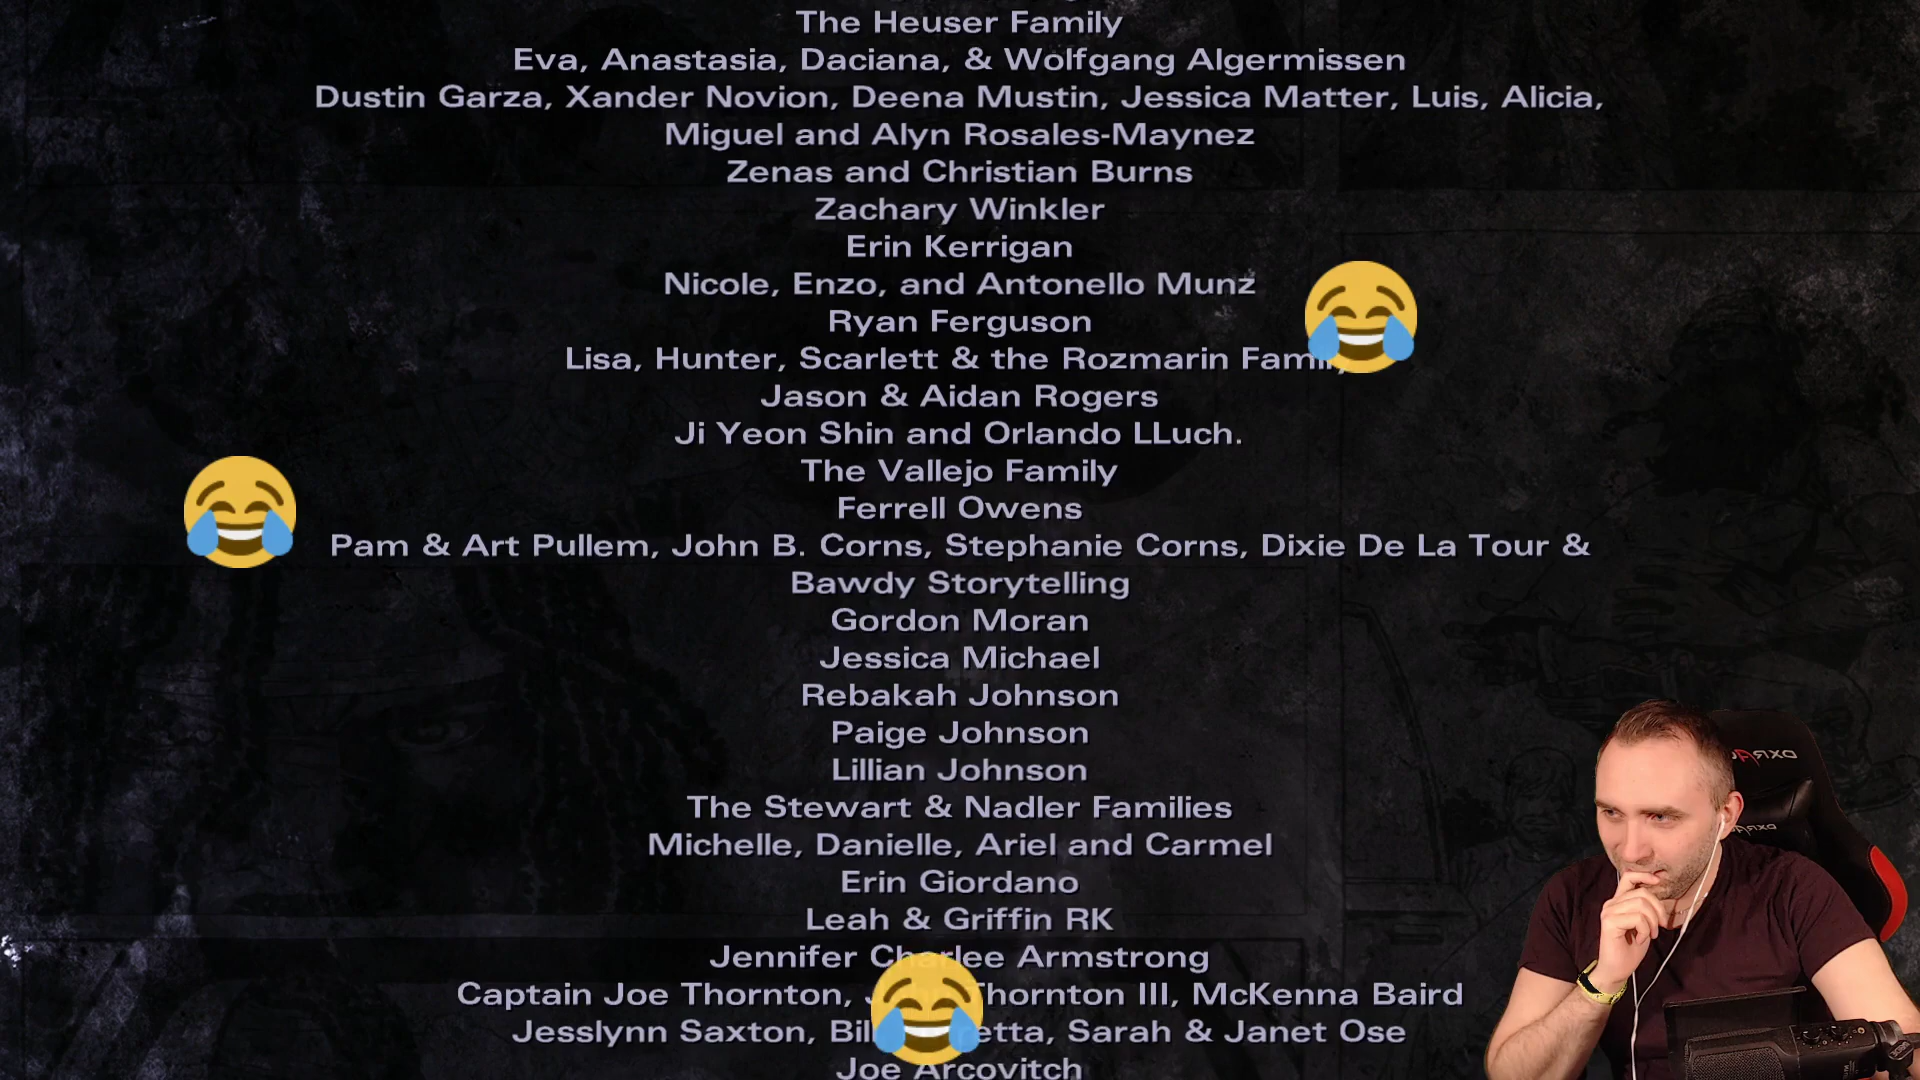 The Heuser Family
Eva, Anastasia, Daciana, & Wolfgang Algermissen
Dustin Garza, Xander Novion, Deena Mustin, Jessica Matter, Luis, Alicia,
Miguel and Alyn Rosales-Maynez
Zenas and Christian Burns
Zachary Winkler
Erin Kerrigan
Nicole, Enzo, and Antonello Munz
Ryan Ferguson
Lisa, Hunter, Scarlett & the Rozmarin
Jason & Aidan Rogers
Ji Yeon Shin and Orlando LLuch.
The Vallejo Family
Ferrell Owens
Pam & Art Pullem, John B. Corns, Stephanie Corns, Dixie De La Tour &
Bawdy Storytelling
Gordon Moran
Jessica Michael
Rebakah Johnson
Paige Johnson
Lillian Johnson
The Stewart & Nadler Families
Michelle, Danielle, Ariel and Carmel
Erin Giordano
Leah & Griffin RK
Jennifer Charlee Armstrong
Captain Joe Thornton, Thornton III, McKenna Baird
Jesslynn Saxton, Sarah & Janet Ose
Joe Arcovitch